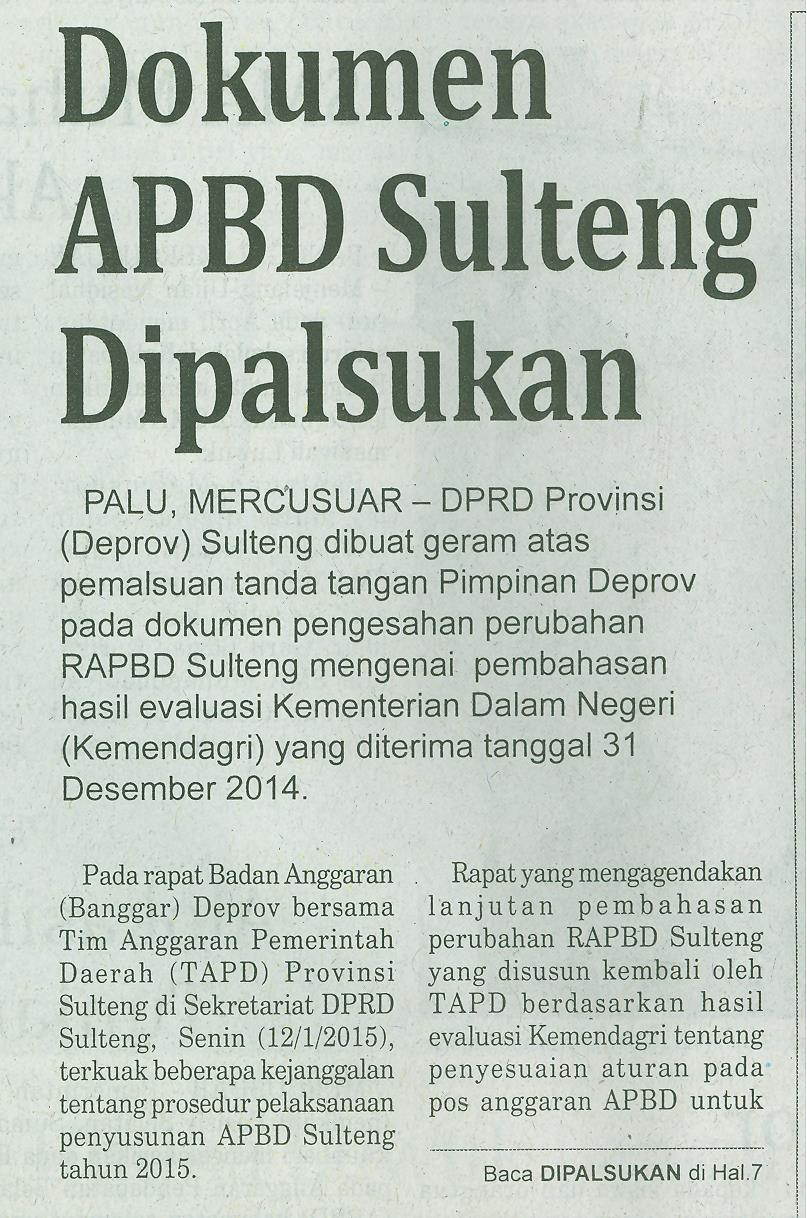 Dokumen
APBD Sulteng
Dipalsukan
PALU, MERCUSUAR – DPRD Provinsi
(Deprov) Sulteng dibuat geram atas
pemalsuan tanda tangan Pimpinan Deprov
pada dokumen pengesahan perubahan
RAPBD Sulteng mengenai pembahasan
hasil evaluasi Kementerian Dalam Negeri
(Kemendagri) yang diterima tanggal 31
Desember 2014.
Pada rapat Badan Anggaran
(Banggar) Deprov bersama
Tim Anggaran Pemerintah
Daerah (TAPD) Provinsi
Sulteng di Sekretariat DPRD
Sulteng, Senin (12/1/2015),
terkuak beberapa kejanggalan
tentang prosedur pelaksanaan
penyusunan APBD Sulteng
tahun 2015.
Rapat yang mengagendakan
lanjutan pembahasan
perubahan RAPBD Sulteng
yang disusun kembali oleh
TAPD berdasarkan hasil
evaluasi Kemendagri tentang
penyesuaian aturan pada
pos anggaran APBD untuk
Baca DIPALSUKAN di Hal.7